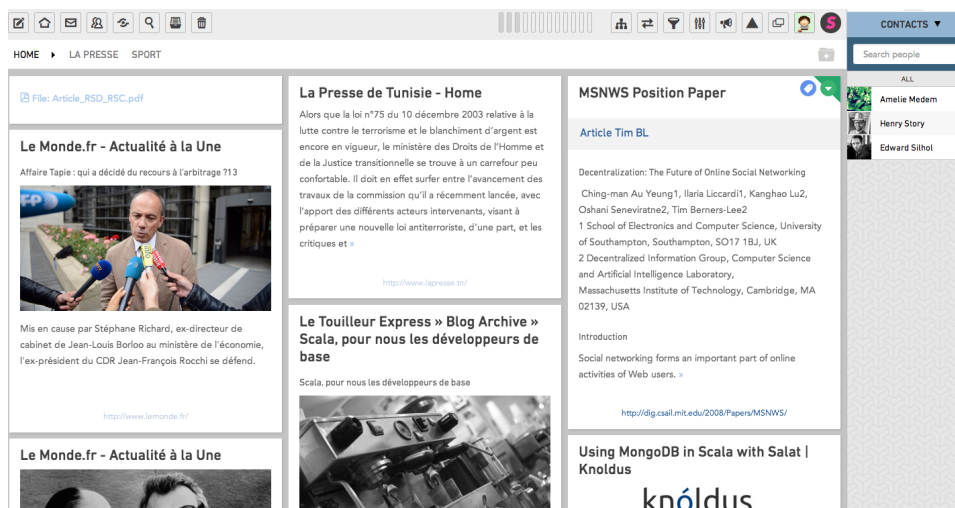 HOME ▸ LA PRESSE SPORT
File: Article_RSD_RSC.pdf
Le Monde.fr - Actualité à la Une
Affaire Tapie : qui a décidé du recours à l'arbitrage ?13
Mis en cause par Stéphane Richard, ex-directeur de
cabinet de Jean-Louis Borloo au ministère de l'économie,
l'ex-président du CDR Jean-François Rocchi se défend.
http://www.lemonde.fr/
Le Monde.fr - Actualité à la Une
La Presse de Tunisie - Home
Alors que la loi n°75 du 10 décembre 2003 relative à la
lutte contre le terrorisme et le blanchiment d'argent est
encore en vigueur, le ministère des Droits de l'Homme et
de la Justice transitionnelle se trouve à un carrefour peu
confortable. Il doit en effet surfer entre l'avancement des
travaux de la commission qu'il a récemment lancée, avec
l'apport des différents acteurs intervenants, visant à
préparer une nouvelle loi antiterroriste, d'une part, et les
critiques et »
http://www.lapresse.tn/
Le Touilleur Express » Blog Archive »
Scala, pour nous les développeurs de
base
Scala, pour nous les développeurs de base
MSNWS Position Paper
Article Tim BL
Decentralization: The Future of Online Social Networking
Ching-man Au Yeung1, Ilaria Liccardi1, Kanghao Lu2,
Oshani Seneviratne2, Tim Berners-Lee2
1 School of Electronics and Computer Science, University
of Southampton, Southampton, SO17 1BJ, UK
2 Decentralized Information Group, Computer Science
and Artificial Intelligence Laboratory,
Massachusetts Institute of Technology, Cambridge, MA
02139, USA
Introduction
Social networking forms an important part of online
activities of Web users. »
http://dig.csail.mit.edu/2008/Papers/MSNWS/
Using MongoDB in Scala with Salat |
Knoldus
knóldus
CONTACTS ▼
Search people
ALL
Amelie Medem
Henry Story
Edward Silhol
FP